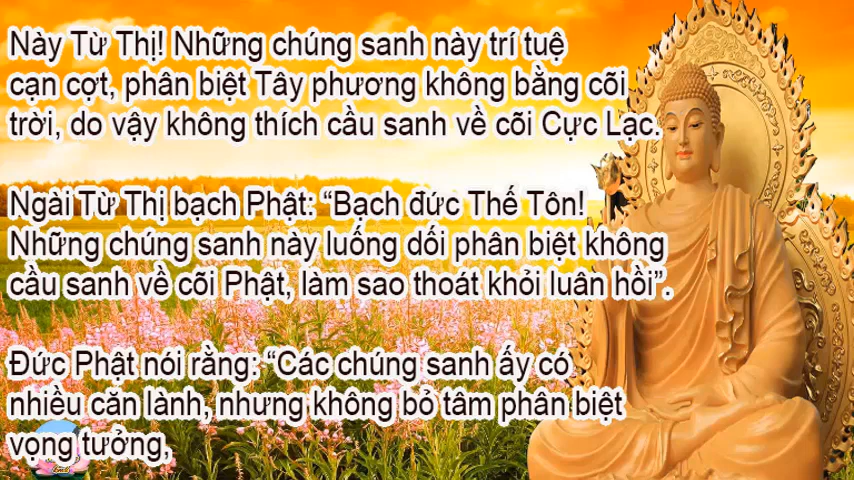 Này Từ Thị! Những chúng sanh này trí tuệ
cạn cợt, phân biệt Tây phương không bằng cõi
trời, do vậy không thích cầu sanh về cõi Cực Lạc.
Ngài Từ Thị bạch Phật: “Bạch đức Thế Tôn!
Những chúng sanh này luống dối phân biệt không
cầu sanh về cõi Phật, làm sao thoát khỏi luân hồi”.
Đức Phật nói rằng: “Các chúng sanh ấy có
nhiều căn lành, nhưng không bỏ tâm phân biệt
vọng tưởng,